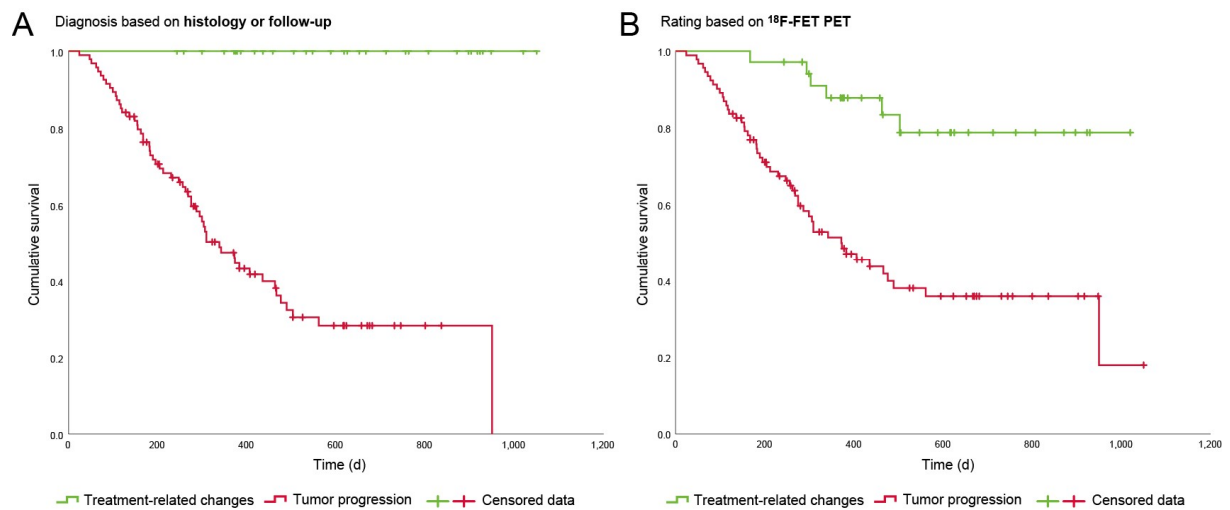 A Diagnosis based on histology or follow-up
1.0
0.8
0.6
0.4
0.2
0.0
Cumulative survival
0 200 400 600 800 1,000 1,200
Time (d)
Treatment-related changes Tumor progression Censored data
B Rating based on ¹⁸F-FET PET
1.0
0.8
0.6
0.4
0.2
0.0
Cumulative survival
0 200 400 600 800 1,000 1,200
Time (d)
Treatment-related changes Tumor progression Censored data